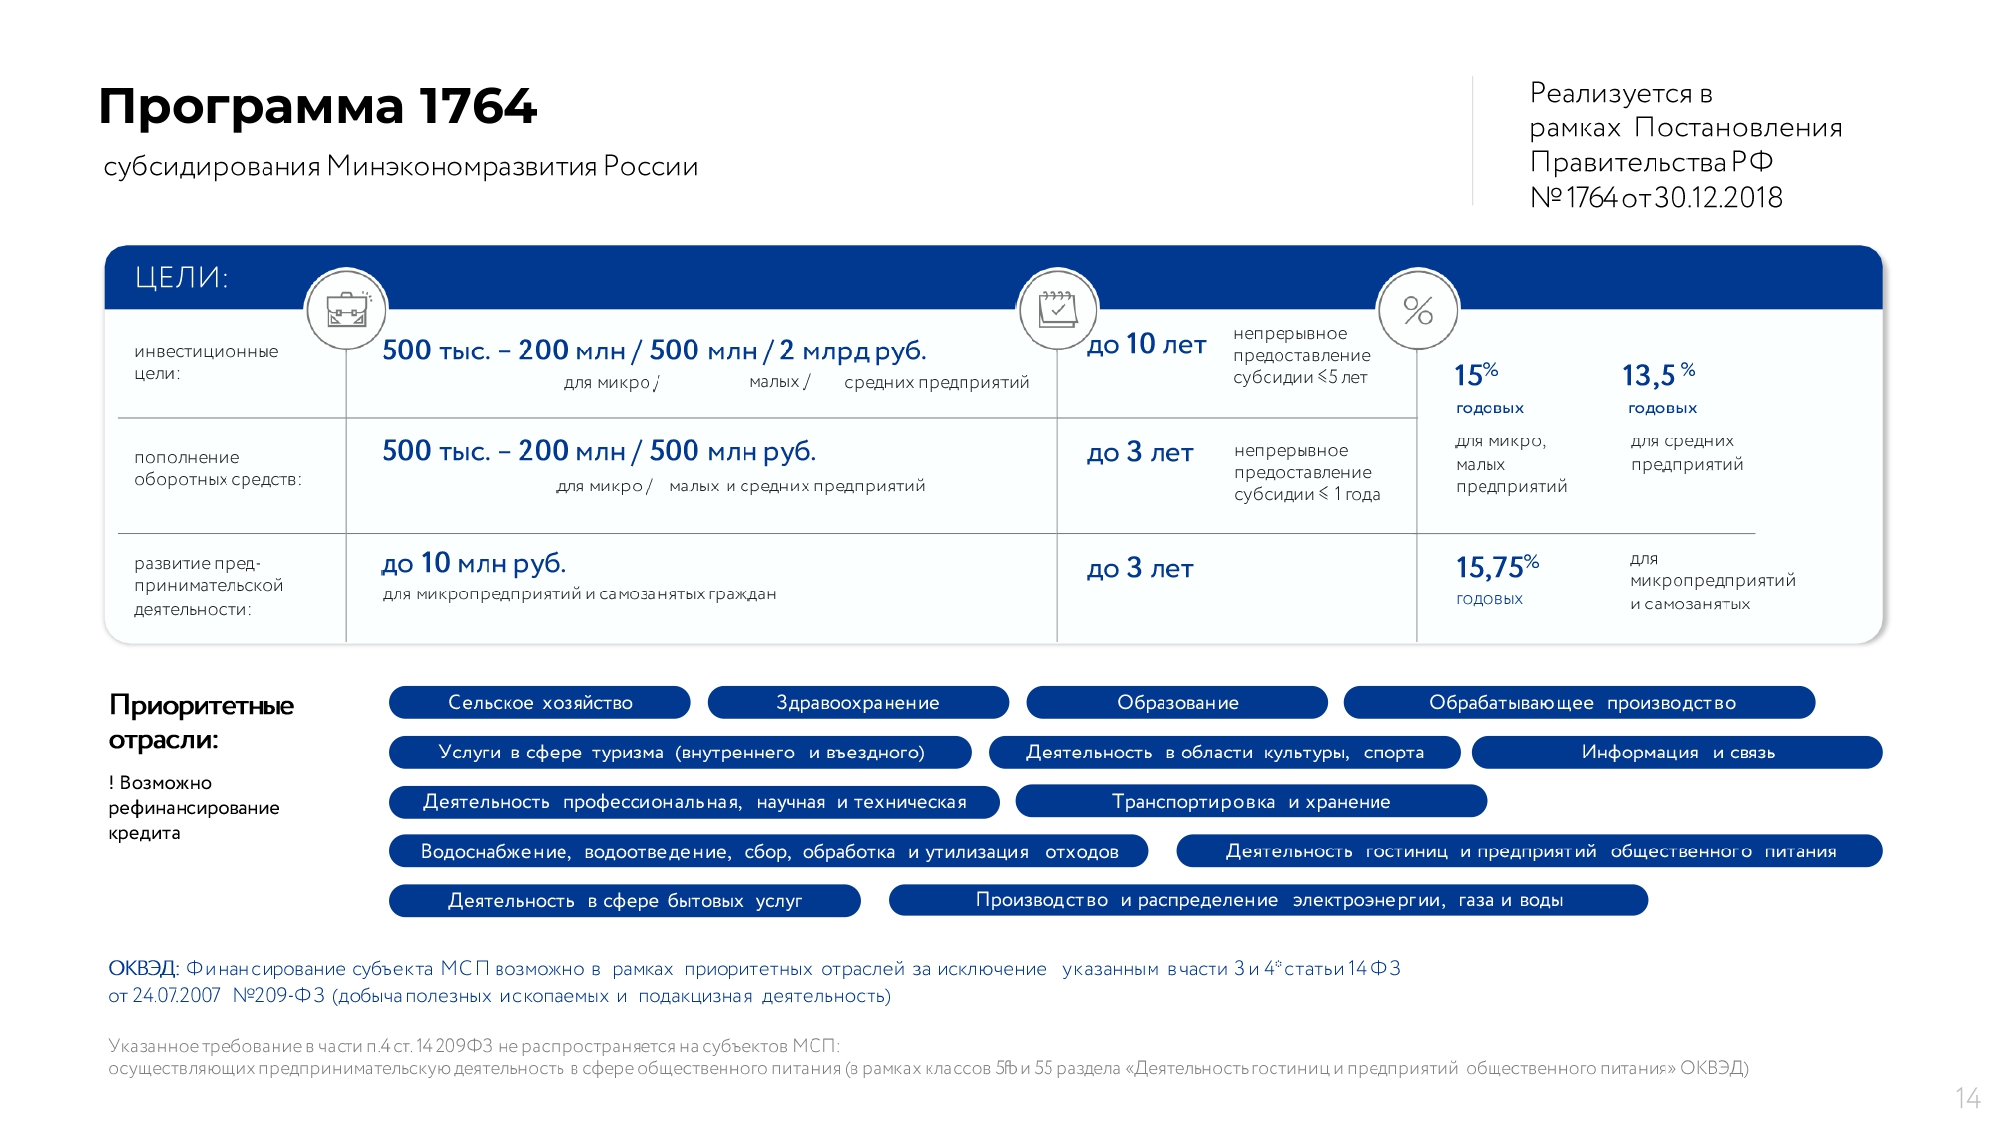 Программа 1764
субсидирования Минэкономразвития России
Реализуется в
рамках Постановления
Правительства РФ
№ 1764 от 30.12.2018
ЦЕЛИ:
инвестиционные
цели:
500 тыс. – 200 млн / 500 млн / 2 млрд руб.
для микро / малых / средних предприятий
до 10 лет
непрерывное
предоставление
субсидии ≤5 лет
15% 13,5 %
годовых годовых
для микро,
малых
предприятий
для средних
предприятий
пополнение
оборотных средств:
500 тыс. – 200 млн / 500 млн руб.
для микро / малых и средних предприятий
до 3 лет
непрерывное
предоставление
субсидии ≤ 1 года
развитие пред-
принимательской
деятельности:
до 10 млн руб.
для микропредприятий и самозанятых граждан
до 3 лет
15,75%
годовых
для
микропредприятий
и самозанятых
Приоритетные
отрасли:
! Возможно
рефинансирование
кредита
Сельское хозяйство Здравоохранение Образование Обрабатывающее производство
Услуги в сфере туризма (внутреннего и въездного) Деятельность в области культуры, спорта Информация и связь
Деятельность профессиональная, научная и техническая Транспортировка и хранение
Водоснабжение, водоотведение, сбор, обработка и утилизация отходов Деятельность гостиниц и предприятий общественного питания
Деятельность в сфере бытовых услуг Производство и распределение электроэнергии, газа и воды
ОКВЭД: Финансирование субъекта МСП возможно в рамках приоритетных отраслей за исключение указанным в части 3 и 4* статьи 14 ФЗ
от 24.07.2007 №209-ФЗ (добыча полезных ископаемых и подакцизная деятельность)
Указанное требование в части п.4 ст. 14 209ФЗ не распространяется на субъектов МСП:
осуществляющих предпринимательскую деятельность в сфере общественного питания (в рамках классов и 55 раздела «Деятельность гостиниц и предприятий общественного питания» ОКВЭД)
14